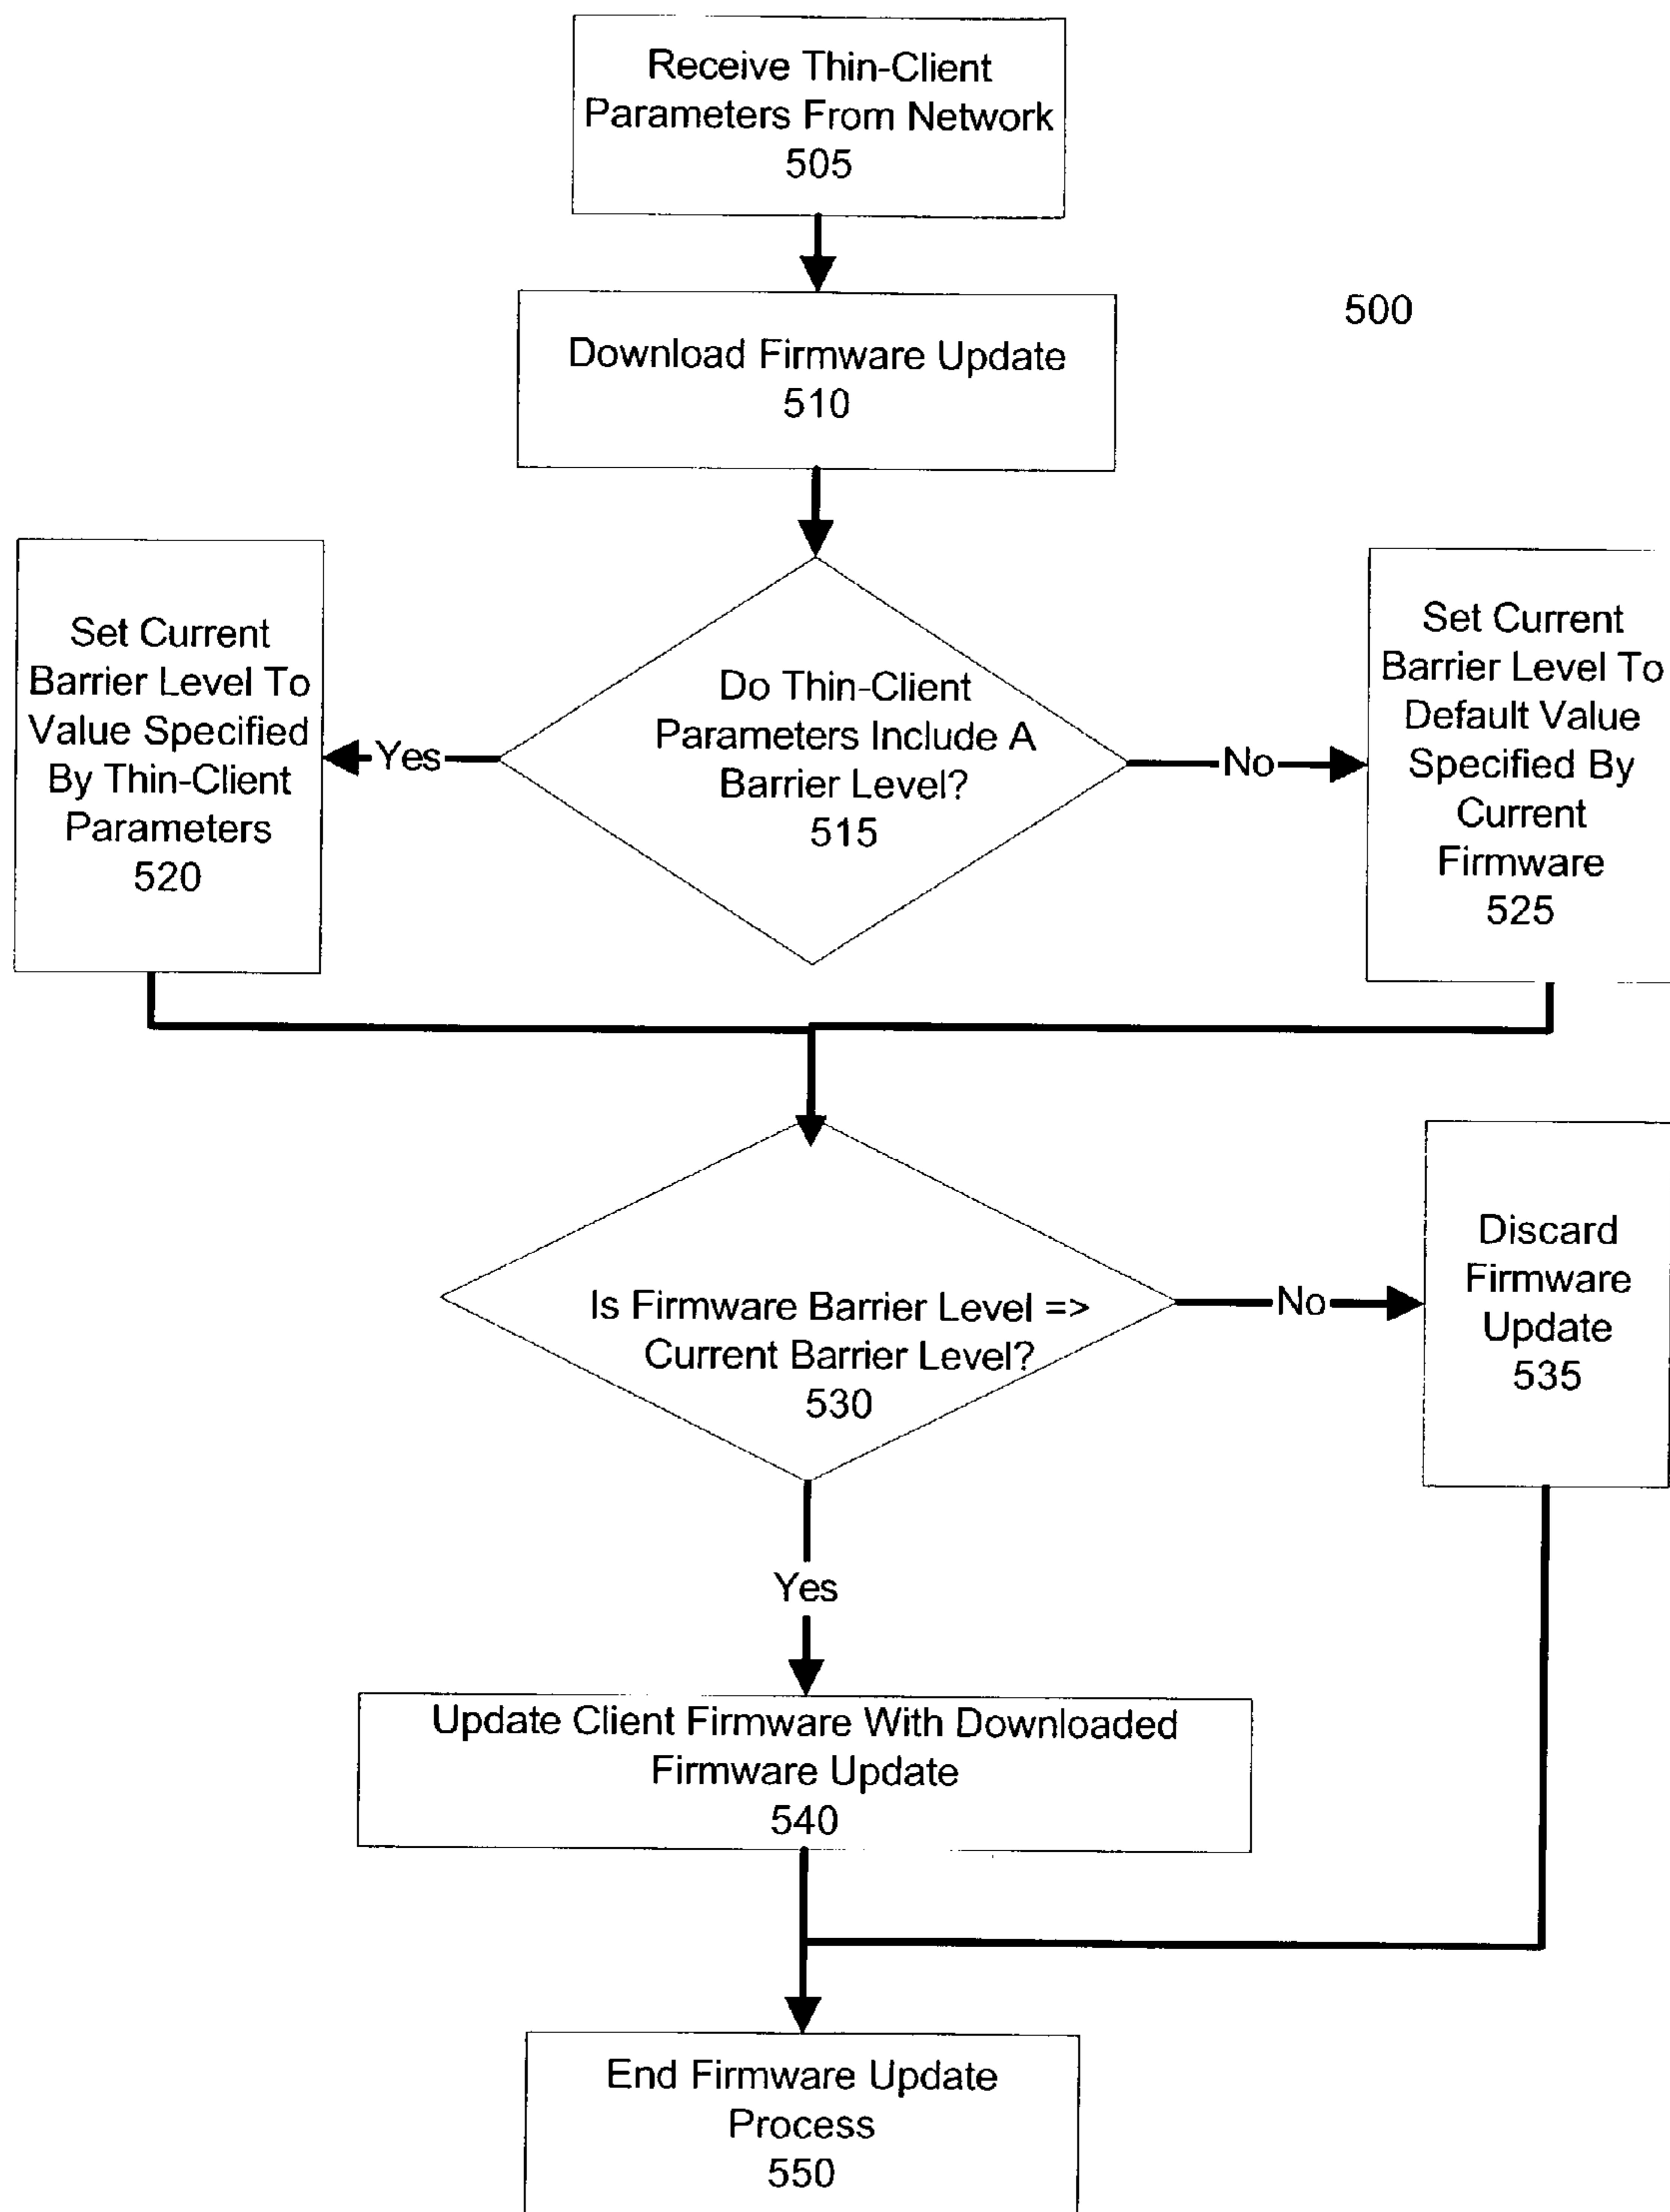 Receive Thin-Client
Parameters From Network
505
500
Download Firmware Update
510
Set Current
Barrier Level To
Value Specified
By Thin-Client
Parameters
520
Yes
Do Thin-Client
Parameters Include A
Barrier Level?
515
No
Set Current
Barrier Level To
Default Value
Specified By
Current
Firmware
525
Is Firmware Barrier Level =>
Current Barrier Level?
530
No
Discard
Firmware
Update
535
Yes
Update Client Firmware With Downloaded
Firmware Update
540
End Firmware Update
Process
550